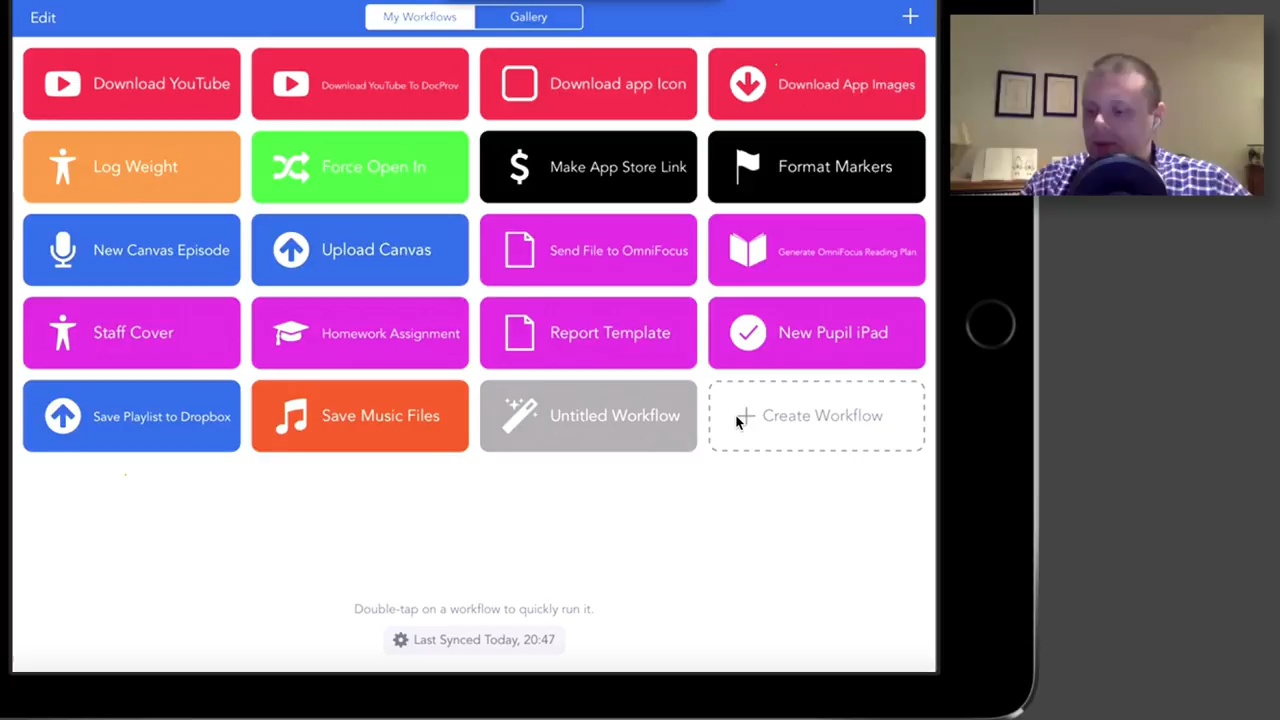 Edit
My Workflows
Gallery
Download YouTube
Download YouTube To DocProv
Download app Icon
Download App Images
Log Weight
Force Open In
Make App Store Link
Format Markers
New Canvas Episode
Upload Canvas
Send File to OmniFocus
Generate OmniFocus Reading Plan
Staff Cover
Homework Assignment
Report Template
New Pupil iPad
Save Playlist to Dropbox
Save Music Files
Untitled Workflow
Create Workflow
Double-tap on a workflow to quickly run it.
Last Synced Today, 20:47